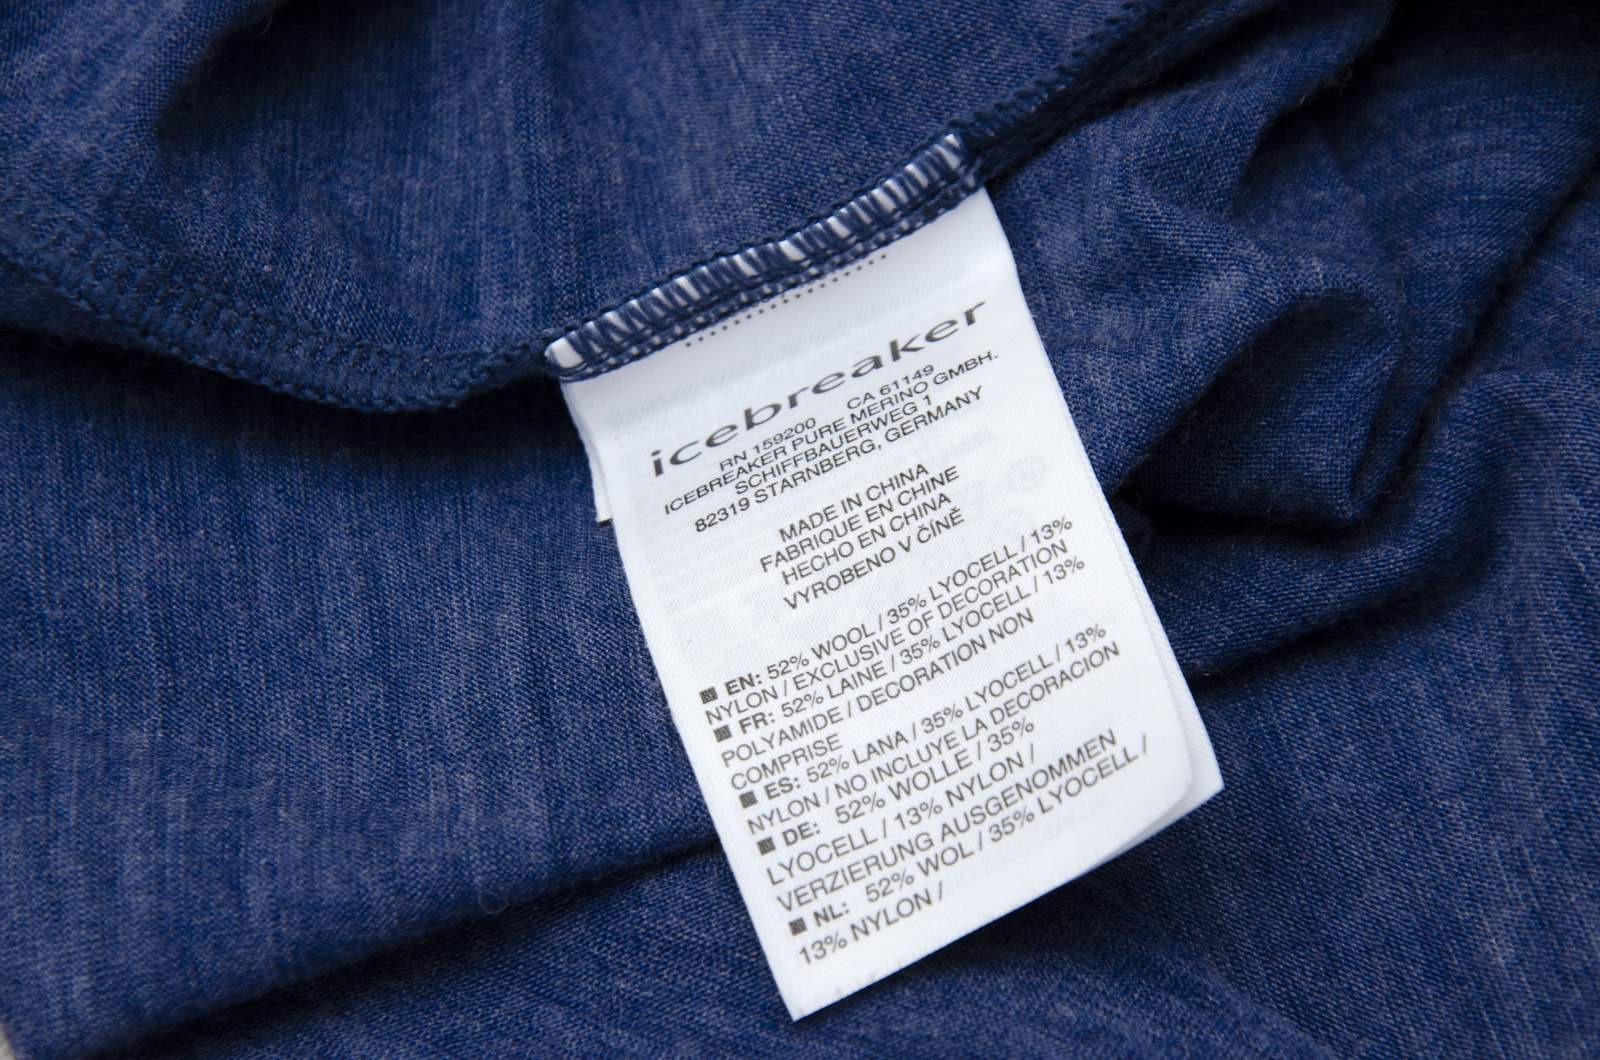 icebreaker
RN 159200 CA 61149
ICEBREAKER PURE MERINO GMBH.
SCHIFFBAUERWEG 1
82319 STARNBERG, GERMANY
MADE IN CHINA
FABRIQUE EN CHINE
HECHO EN CHINA
VYROBENO V ČÍNĚ
EN: 52% WOOL / 35% LYOCELL / 13%
NYLON / EXCLUSIVE OF DECORATION
FR: 52% LAINE / 35% LYOCELL / 13%
POLYAMIDE / DECORATION NON
COMPRISE
ES: 52% LANA / 35% LYOCELL / 13%
NYLON / NO INCLUYE LA DECORACION
DE: 52% WOLLE / 35%
LYOCELL / 13% NYLON /
VERZIERUNG AUSGENOMMEN
NL: 52% WOL / 35% LYOCELL /
13% NYLON /